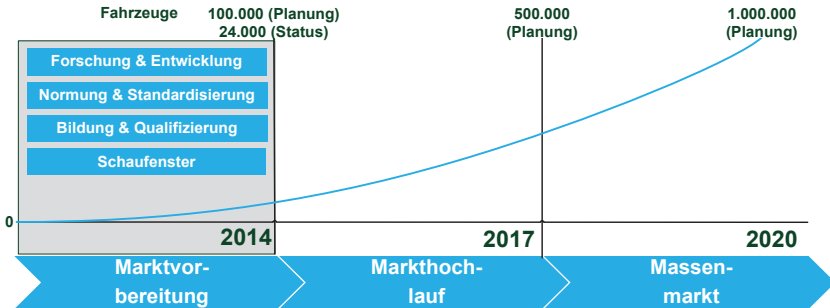 Fahrzeuge
100.000 (Planung)
24.000 (Status)
500.000
(Planung)
1.000.000
(Planung)
Forschung & Entwicklung
Normung & Standardisierung
Bildung & Qualifizierung
Schaufenster
0
2014
2017
2020
Marktvor-
bereitung
Markthoch-
lauf
Massen-
markt